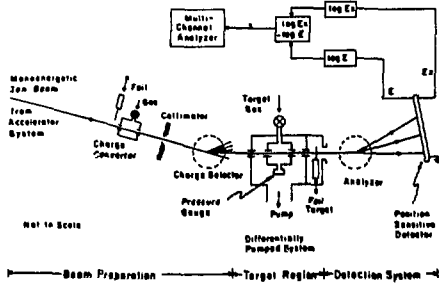 Multi-
Channel
Analyzer
log Ex
-log E
log Ex
log E
E
Ex
Monoenergetic
Ion Beam
from
Accelerator
System
Foil
Gas
Charge
Convertor
Collimator
Charge Selector
Target
Gas
Pressure
Gauge
Pump
Foil
Target
Differentially
Pumped System
Analyzer
Position
Sensitive
Detector
Not to Scale
Beam Preparation
Target Region
Detection System